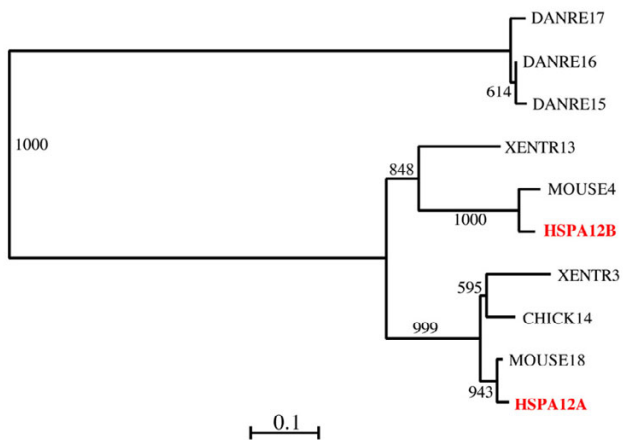 DANRE17
DANRE16
614
DANRE15
1000
XENTR13
848
MOUSE4
1000
HSPA12B
XENTR3
595
CHICK14
999
MOUSE18
943
HSPA12A
0.1